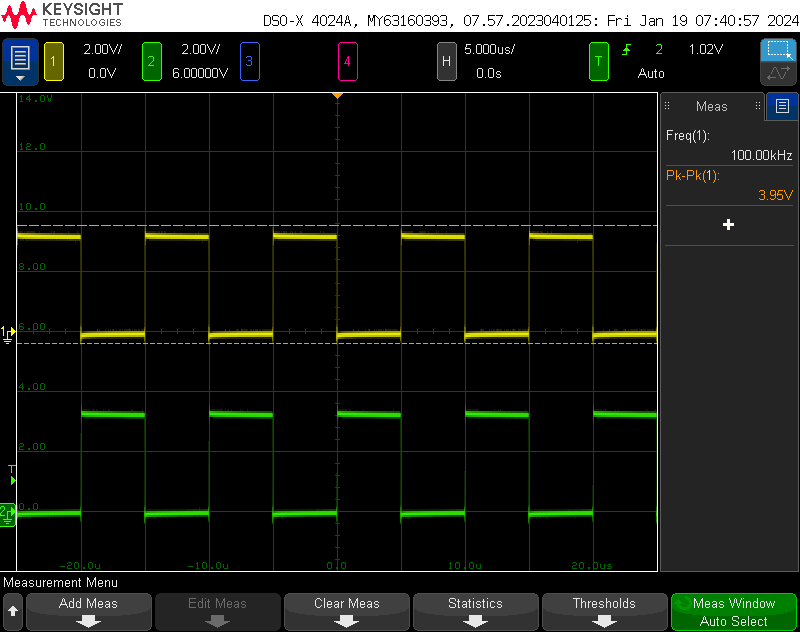 KEYSIGHT
TECHNOLOGIES
DSO-X 4024A, MY63160393, 07.57.2023040125: Fri Jan 19 07:40:57 2024
1 2.00V/ 2 2.00V/ 3 4 H 5.000us/ T 2 1.02V
0.0V 6.00000V 0.0s Auto
14.0V
12.0
10.0
8.00
6.00
4.00
2.00
0.0
1
T
2
-20.0u -10.0u 0.0 10.0u 20.0us
Meas
Freq(1):
100.00kHz
Pk-Pk(1):
3.95V
+
Measurement Menu
Add Meas Edit Meas Clear Meas Statistics Thresholds Meas Window
Auto Select